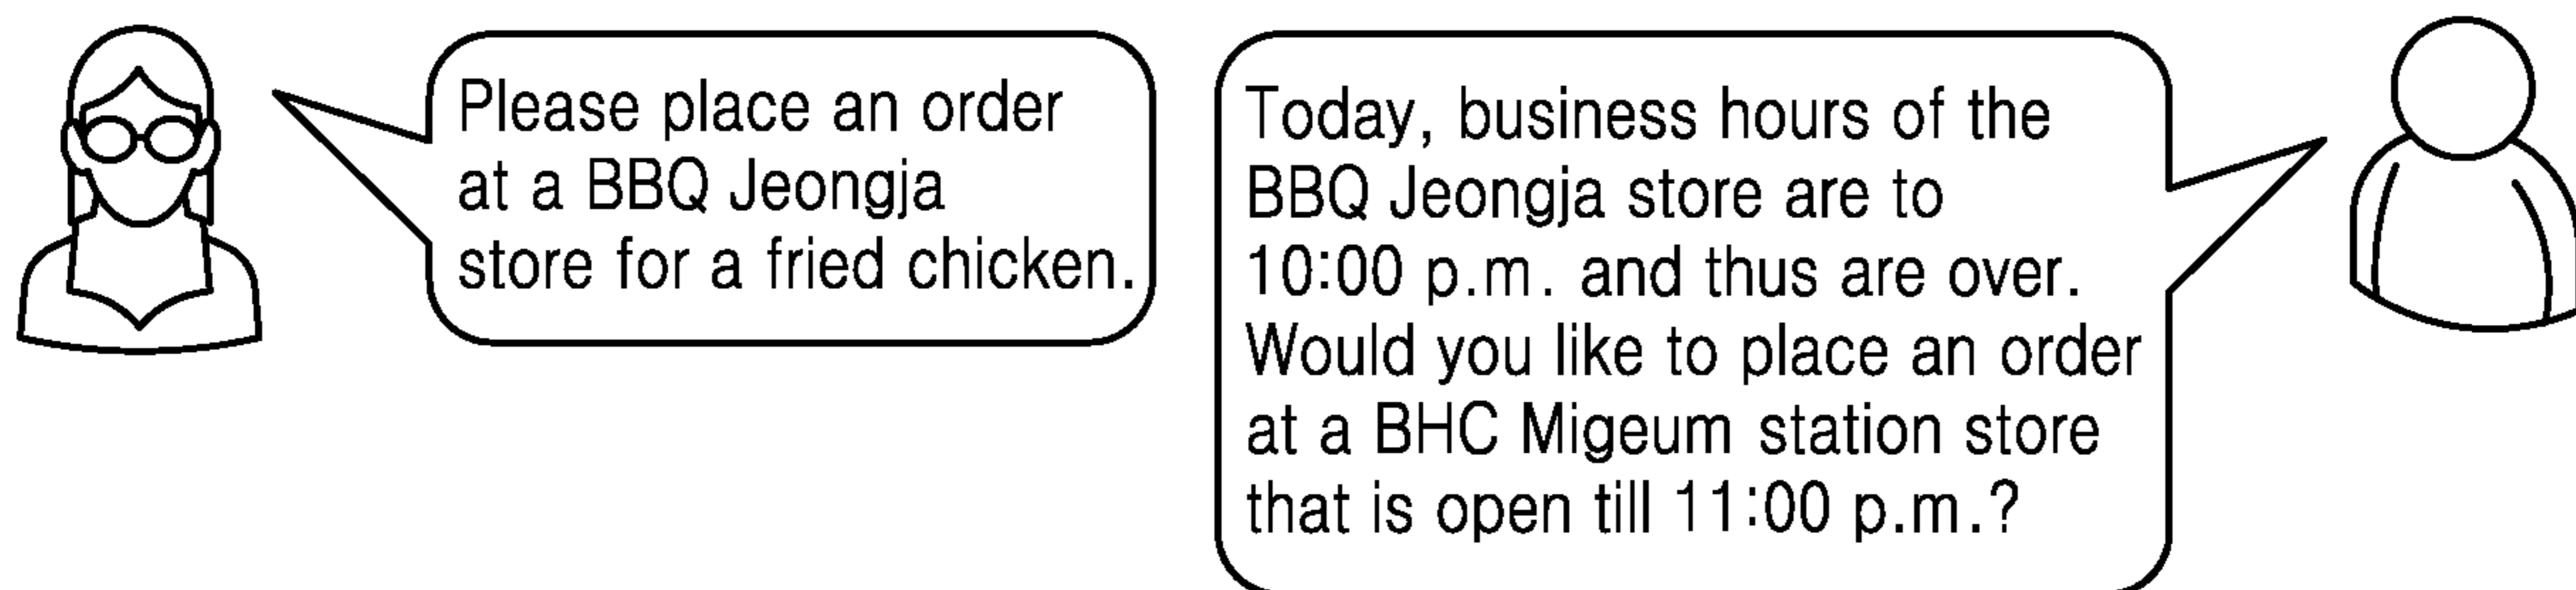 Please place an order
at a BBQ Jeongja
store for a fried chicken.
Today, business hours of the
BBQ Jeongja store are to
10:00 p.m. and thus are over.
Would you like to place an order
at a BHC Migeum station store
that is open till 11:00 p.m.?